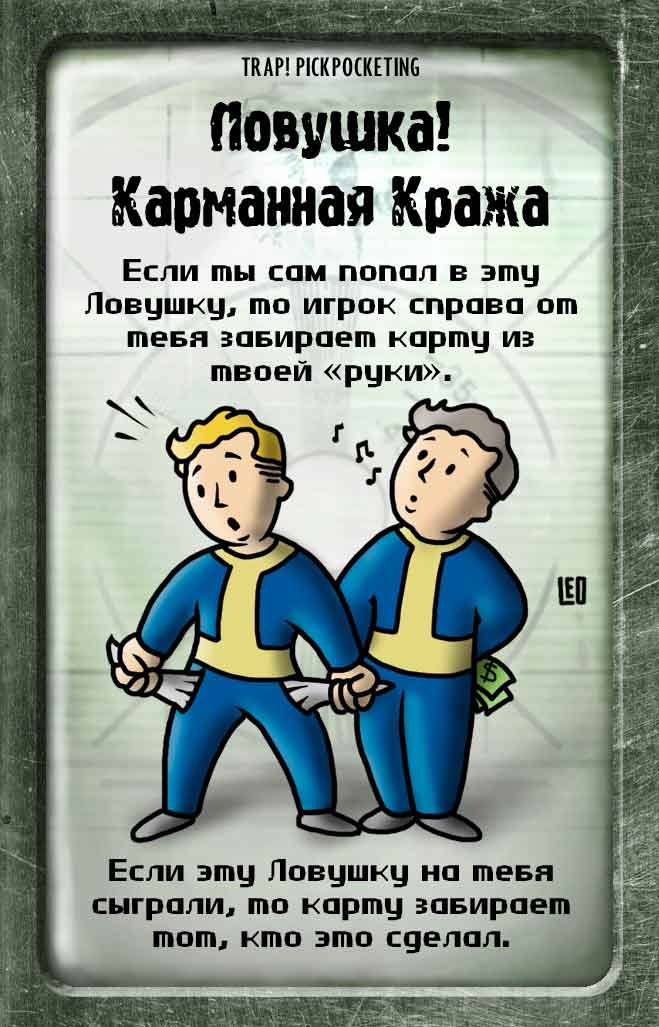 TRAP! PICKPOCKETING
Ловушка!
Карманная Кража
Если ты сам попал в эту
Ловушку, то игрок справа от
тебя забирает карту из
твоей «руки».
LEO
$
Если эту Ловушку на тебя
сыграли, то карту забирает
тот, кто это сделал.